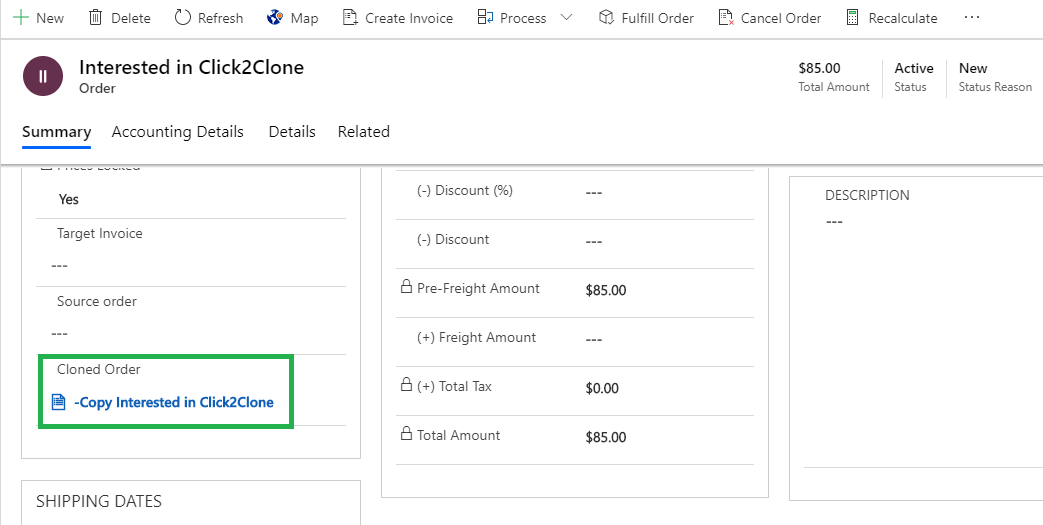 New Delete Refresh Map Create Invoice Process Fulfill Order Cancel Order Recalculate ...
II
Interested in Click2Clone
Order
$85.00
Total Amount
Active
Status
New
Status Reason
Summary Accounting Details Details Related
Prices Locked
Yes
Target Invoice
---
Source order
---
Cloned Order
-Copy Interested in Click2Clone
SHIPPING DATES
(-) Discount (%) ---
(-) Discount ---
Pre-Freight Amount $85.00
(+) Freight Amount ---
(+) Total Tax $0.00
Total Amount $85.00
DESCRIPTION
---